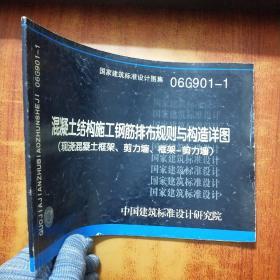 国家建筑标准设计图集 06G901-1
混凝土结构施工钢筋排布规则与构造详图
(现浇混凝土框架、剪力墙、框架-剪力墙)
国家建筑标准设计
国家建筑标准设计
国家建筑标准设计
国家建筑标准设计
中国建筑标准设计研究院
GUOJIAJIANZHUBIAOZHUNSHEJI 06G901-1